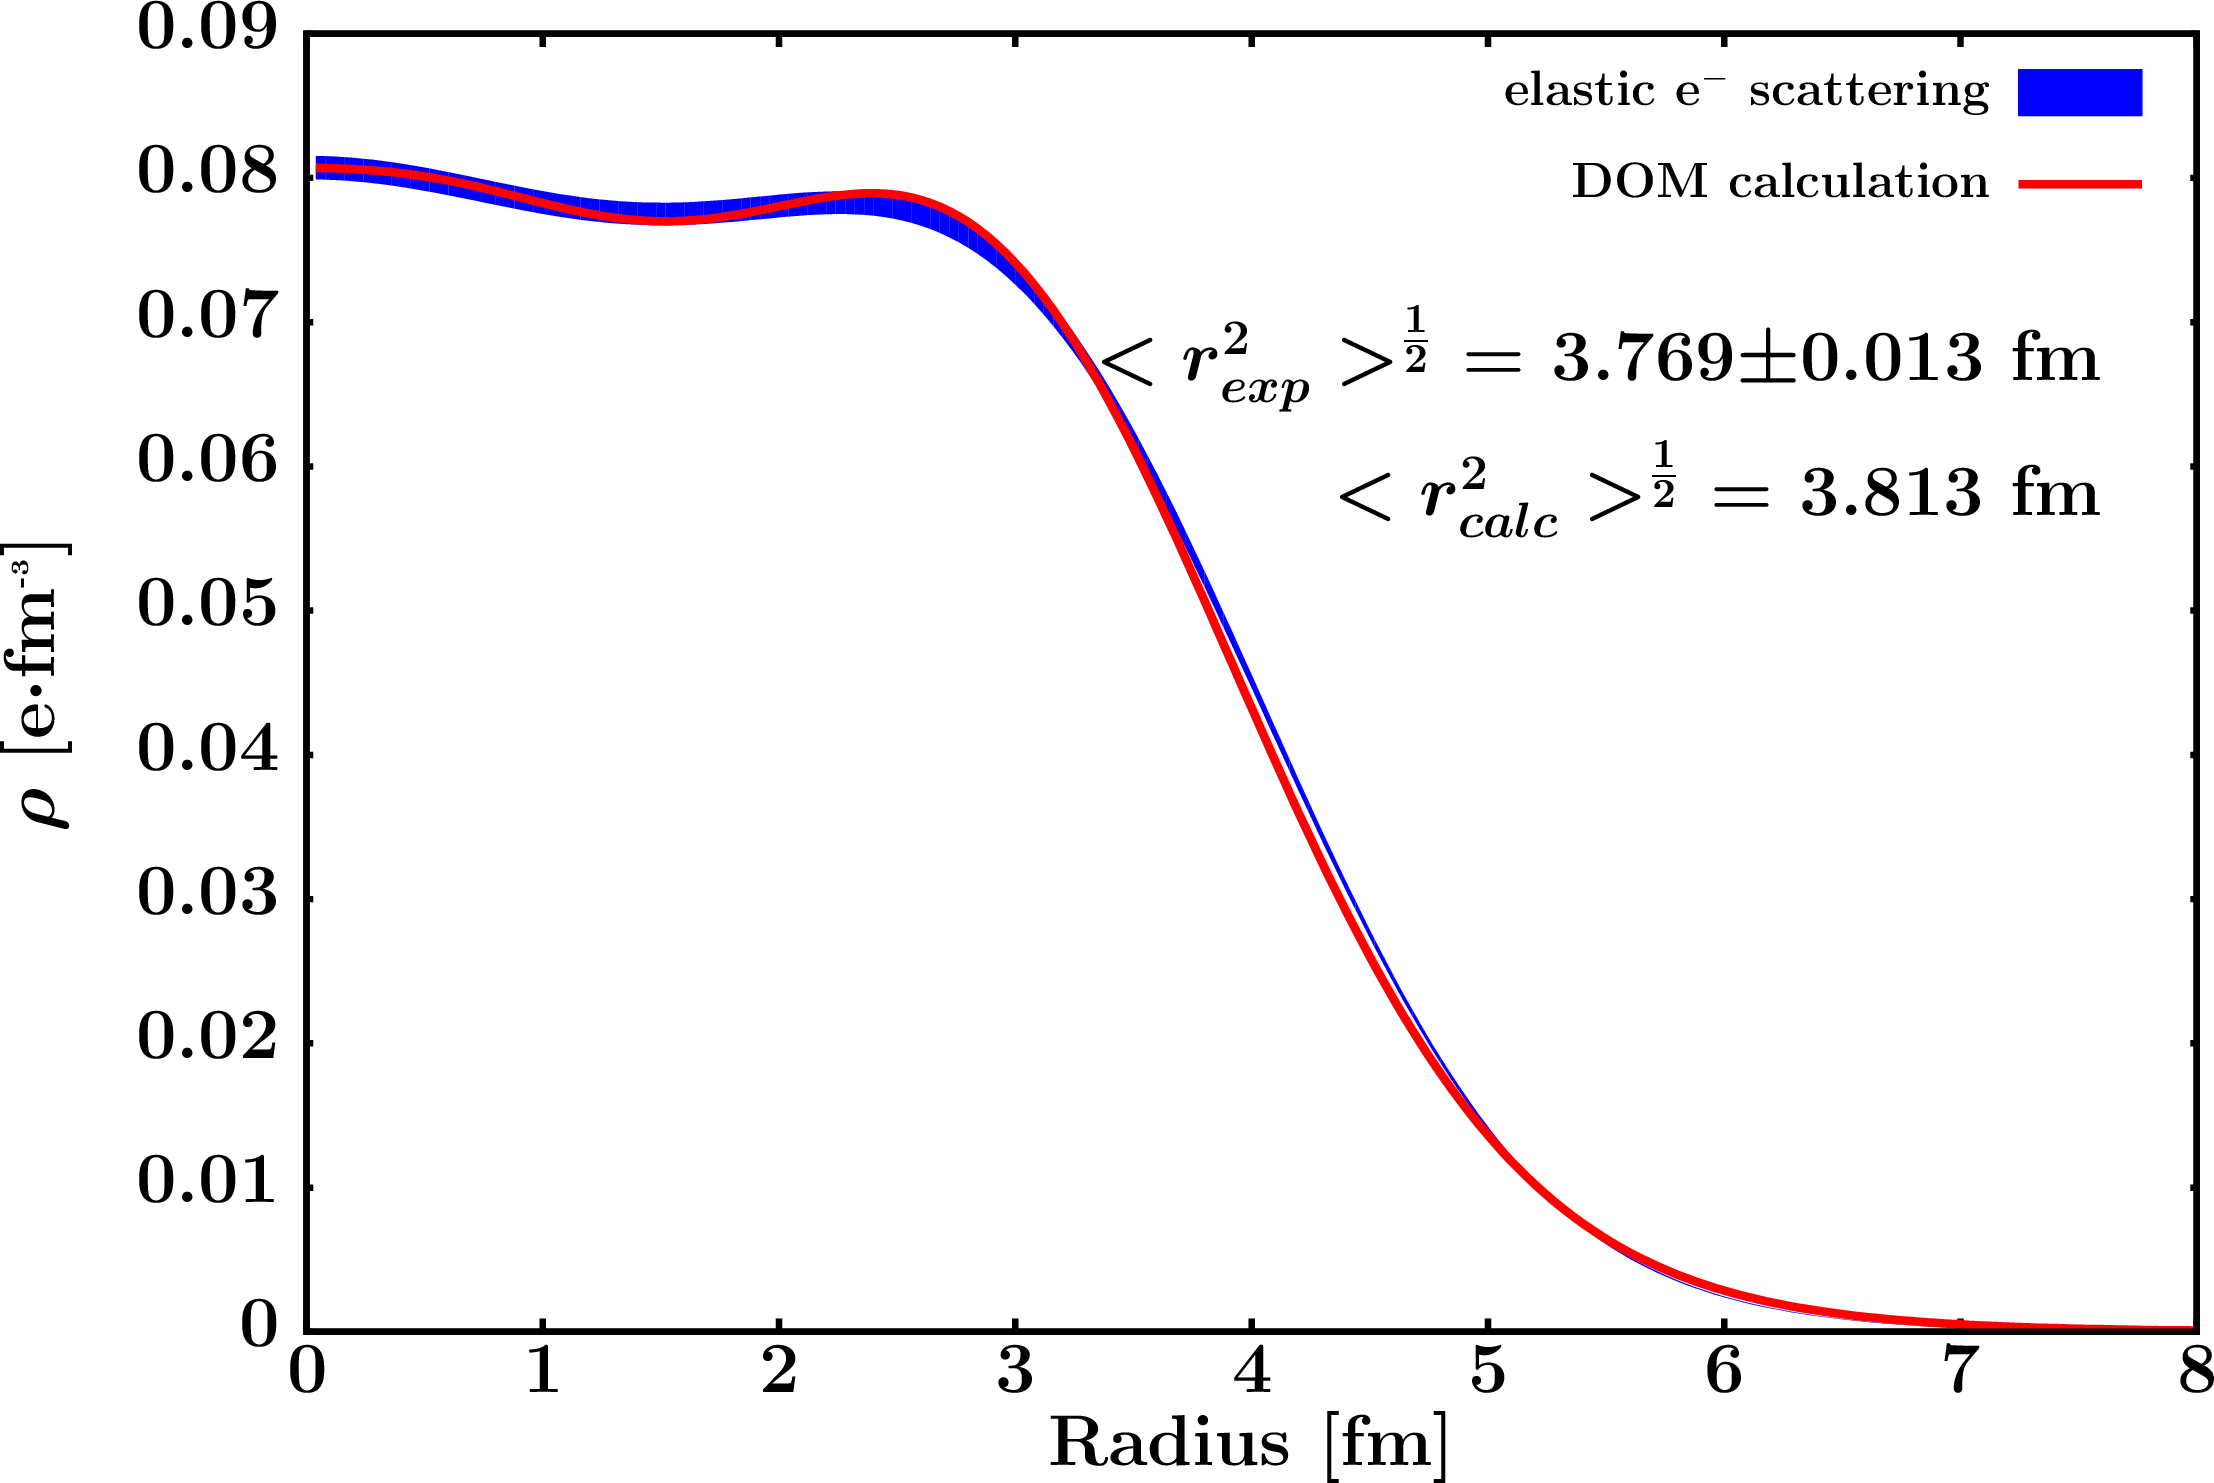 0.09
0.08
0.07
0.06
0.05
0.04
0.03
0.02
0.01
0
ρ [e·fm⁻³]
elastic e⁻ scattering
DOM calculation
< r²ₑₓₚ >^½ = 3.769±0.013 fm
< r²_calc >^½ = 3.813 fm
0 1 2 3 4 5 6 7 8
Radius [fm]